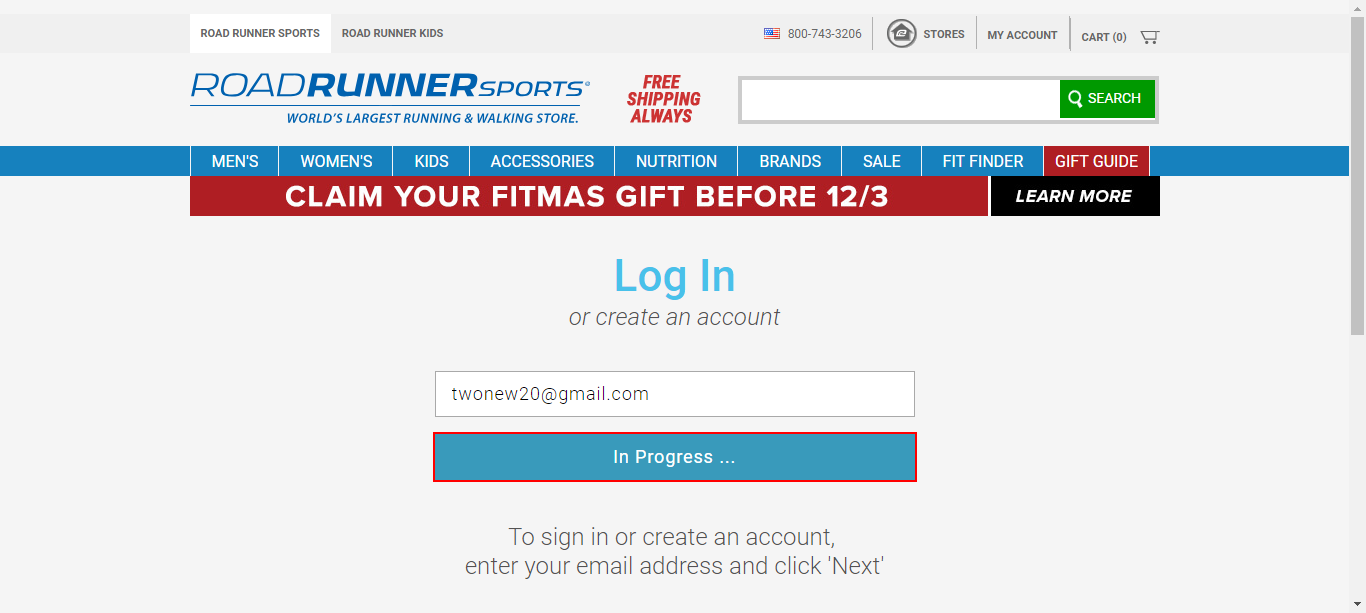 ROAD RUNNER SPORTS ROAD RUNNER KIDS 800-743-3206 STORES MY ACCOUNT CART (0)
ROADRUNNERSPORTS®
WORLD'S LARGEST RUNNING & WALKING STORE.
FREE
SHIPPING
ALWAYS
SEARCH
MEN'S WOMEN'S KIDS ACCESSORIES NUTRITION BRANDS SALE FIT FINDER GIFT GUIDE
CLAIM YOUR FITMAS GIFT BEFORE 12/3 LEARN MORE
Log In
or create an account
twonew20@gmail.com
In Progress ...
To sign in or create an account,
enter your email address and click 'Next'